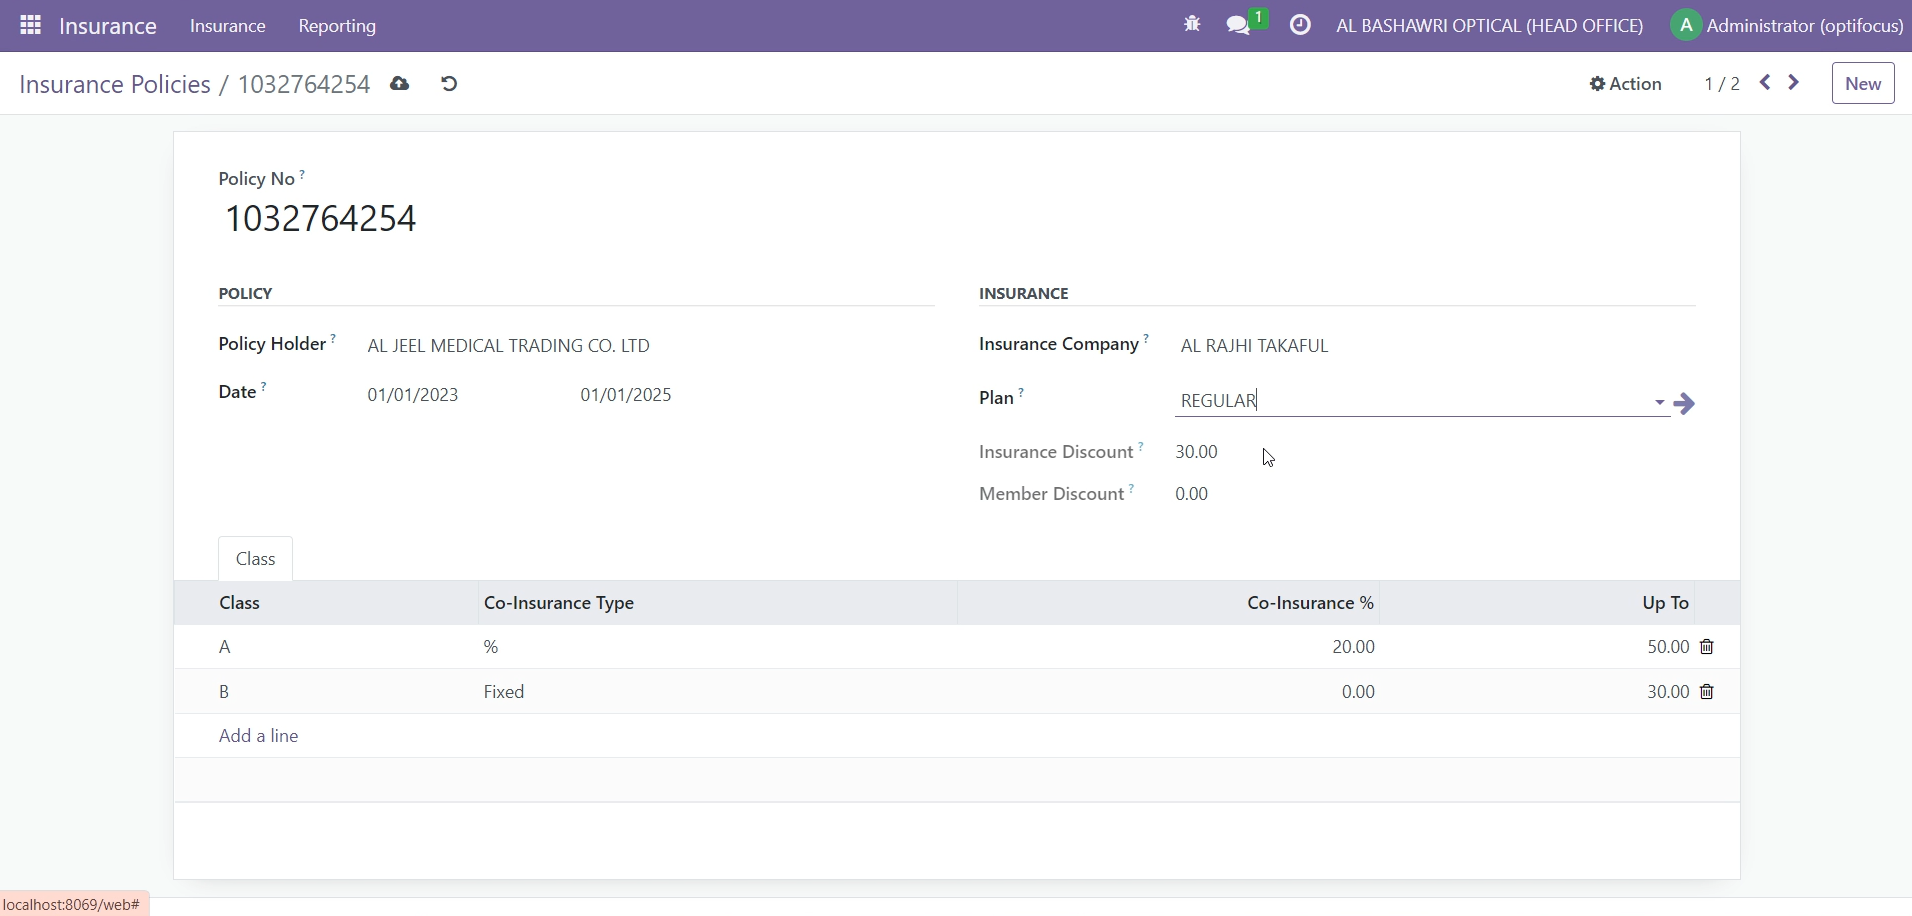 Insurance Insurance Reporting 1 AL BASHAWRI OPTICAL (HEAD OFFICE) A Administrator (optifocus)
Insurance Policies / 1032764254 Action 1 / 2 New
Policy No ?
1032764254
POLICY INSURANCE
Policy Holder ? AL JEEL MEDICAL TRADING CO. LTD Insurance Company ? AL RAJHI TAKAFUL
Date ? 01/01/2023 01/01/2025 Plan ? REGULAR
Insurance Discount ? 30.00
Member Discount ? 0.00
Class
Class Co-Insurance Type Co-Insurance % Up To
A % 20.00 50.00
B Fixed 0.00 30.00
Add a line
localhost:8069/web#